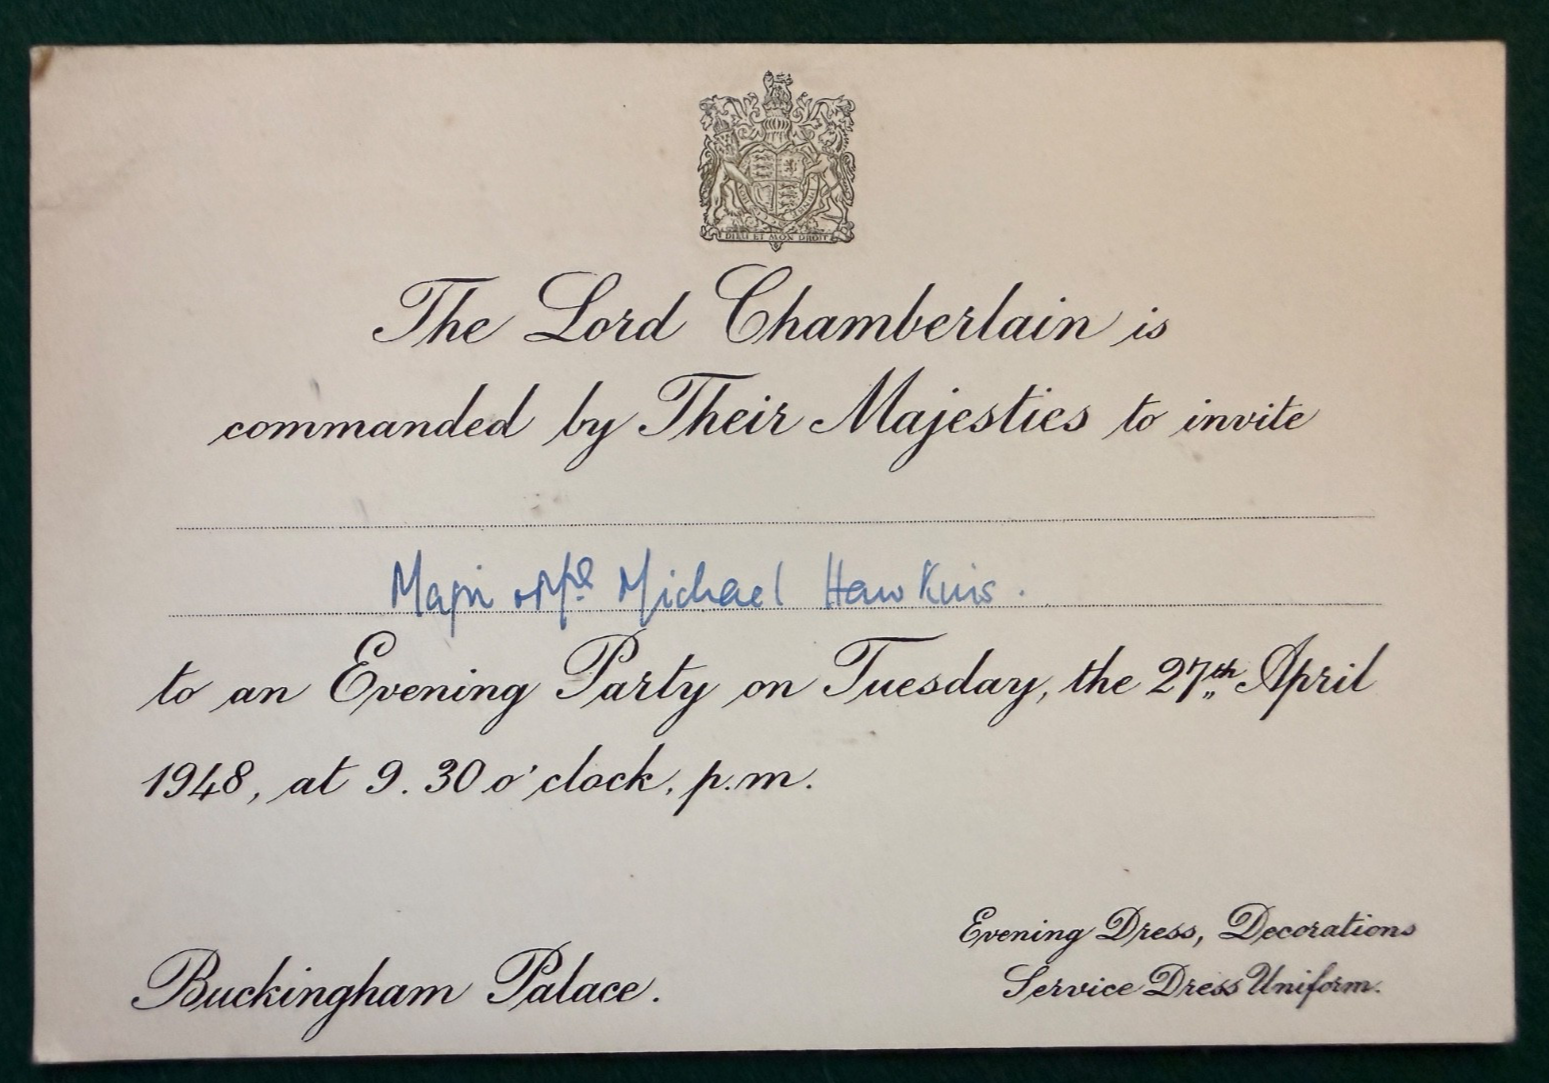 DIEU ET MON DROIT
The Lord Chamberlain is
commanded by Their Majesties to invite
Major & Mrs Michael Hawkins.
to an Evening Party on Tuesday, the 27th April
1948, at 9.30 o'clock, p.m.
Evening Dress, Decorations
Buckingham Palace.
Service Dress Uniform.